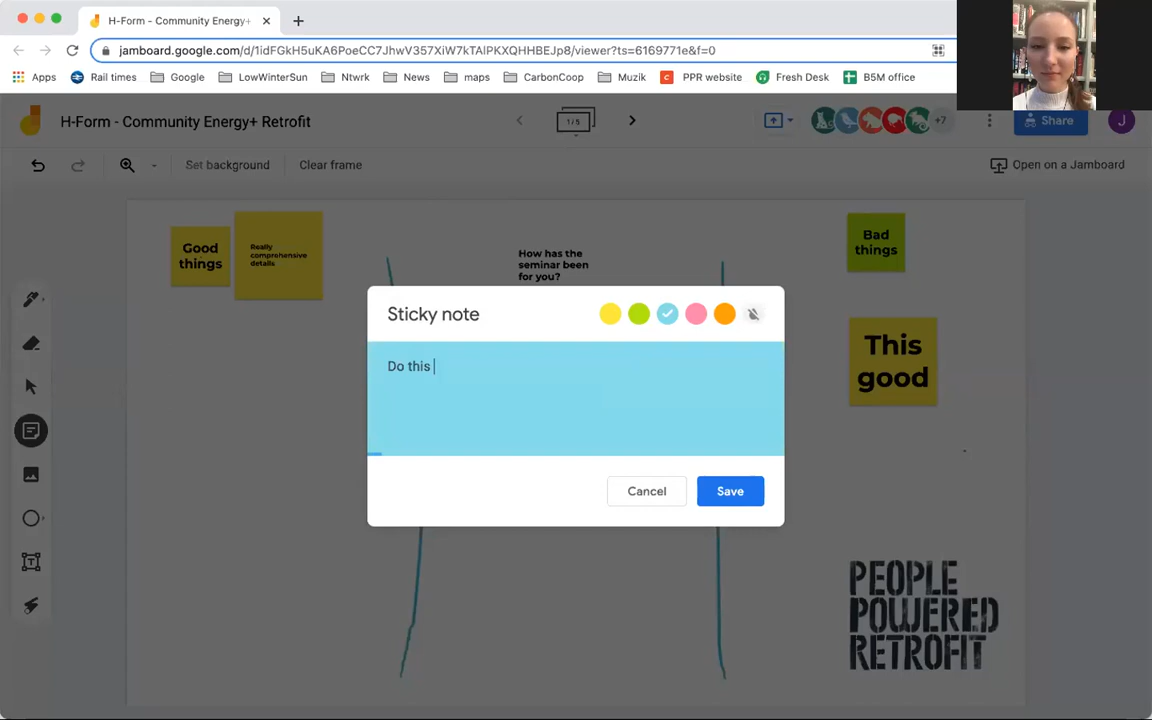 H-Form - Community Energy+
jamboard.google.com/d/1idFGkH5uKA6PoeCC7JhwV357XiW7kTAlPKXQHHBEJp8/viewer?ts=6169771e&f=0
Apps Rail times Google LowWinterSun Ntwrk News maps CarbonCoop Muzik PPR website Fresh Desk B5M office
H-Form - Community Energy+ Retrofit
1/5
+7
Share
J
Set background
Clear frame
Open on a Jamboard
Good
things
Really
comprehensive
details
How has the
seminar been
for you?
Bad
things
Sticky note
Do this
This
good
Cancel
Save
PEOPLE
POWERED
RETROFIT